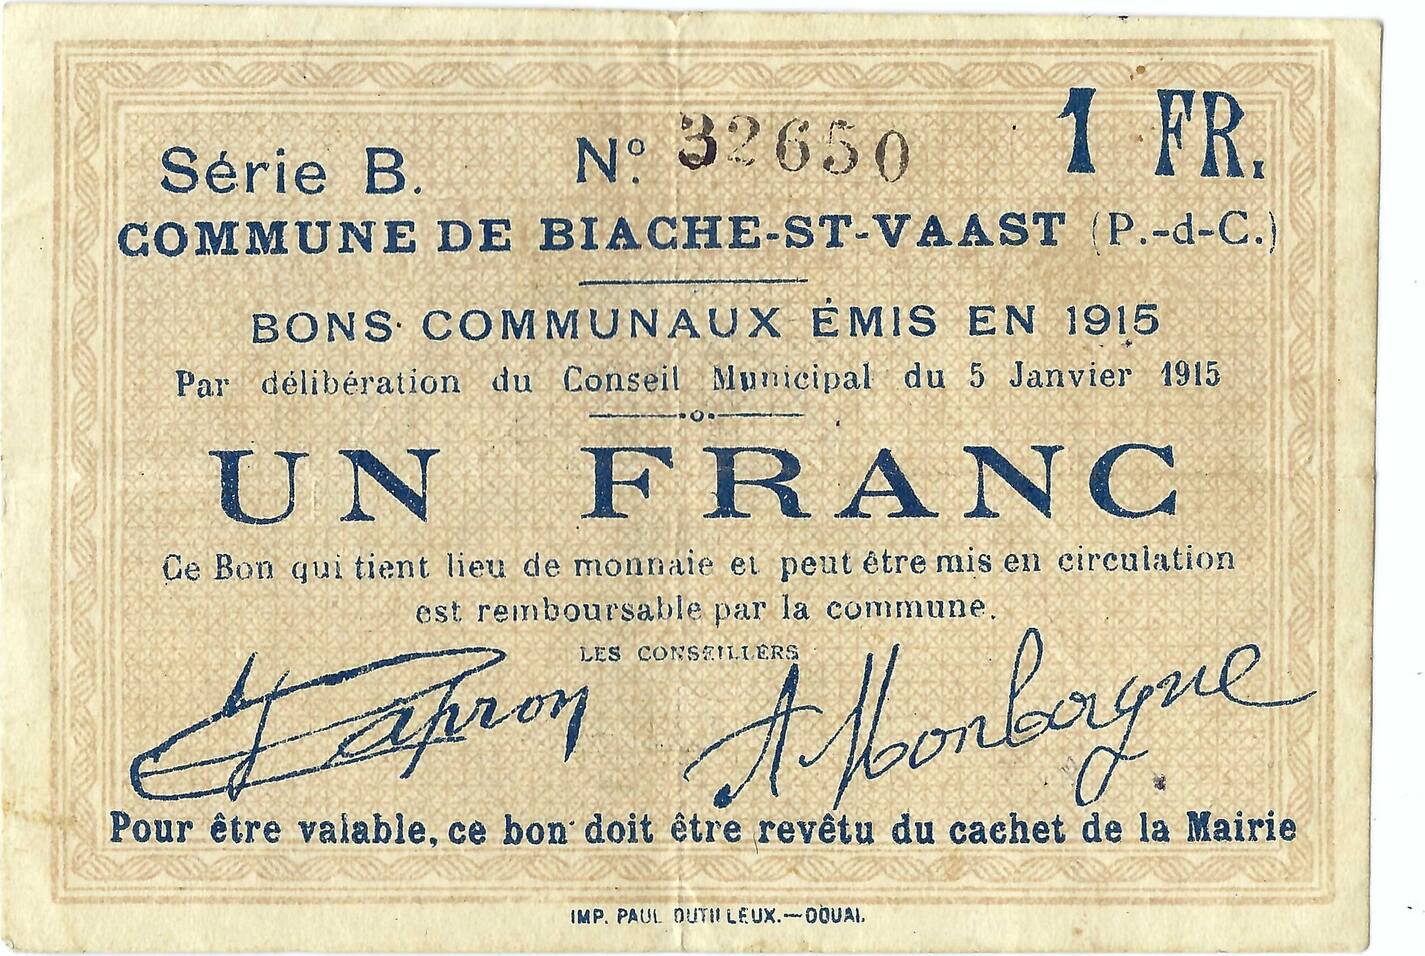 Série B. No. 32650 1 FR.
COMMUNE DE BIACHE-ST-VAAST (P.-d-C.)
BONS COMMUNAUX ÉMIS EN 1915
Par délibération du Conseil Municipal du 5 Janvier 1915
UN FRANC
Ce Bon qui tient lieu de monnaie et peut être mis en circulation
est remboursable par la commune.
LES CONSEILLERS
Capron A Monbargne
Pour être valable, ce bon doit être revêtu du cachet de la Mairie
IMP. PAUL DUTILLEUX.—DOUAI.